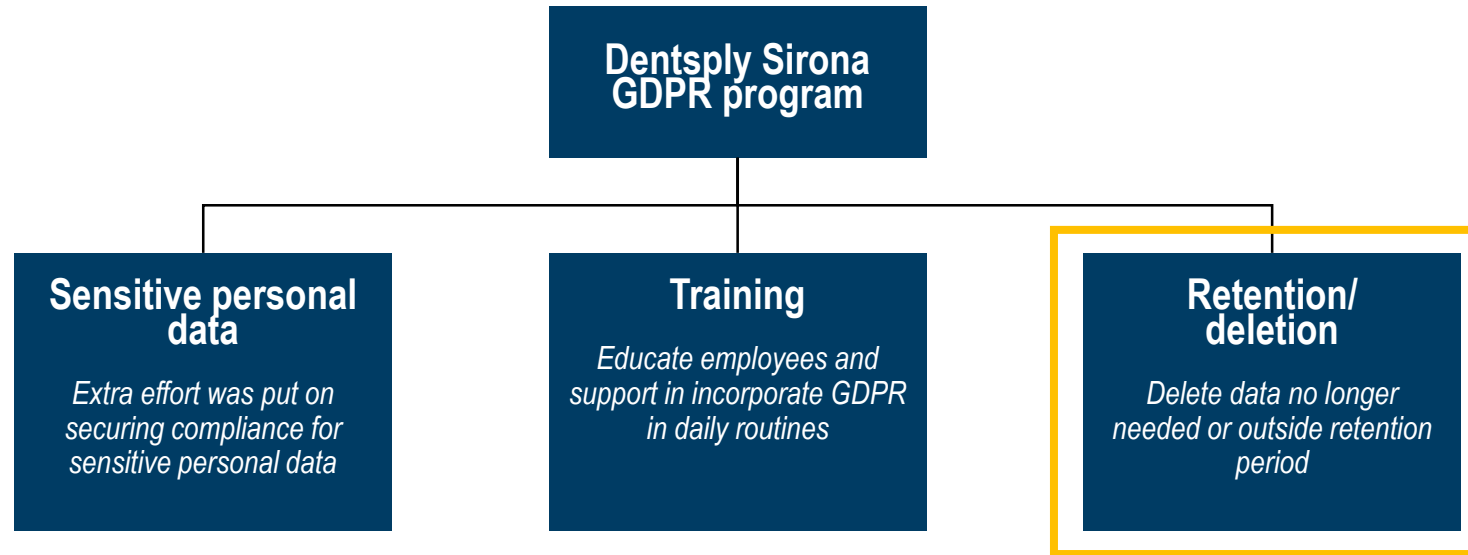 Dentsply Sirona
GDPR program
Sensitive personal
data
Extra effort was put on
securing compliance for
sensitive personal data
Training
Educate employees and
support in incorporate GDPR
in daily routines
Retention/
deletion
Delete data no longer
needed or outside retention
period